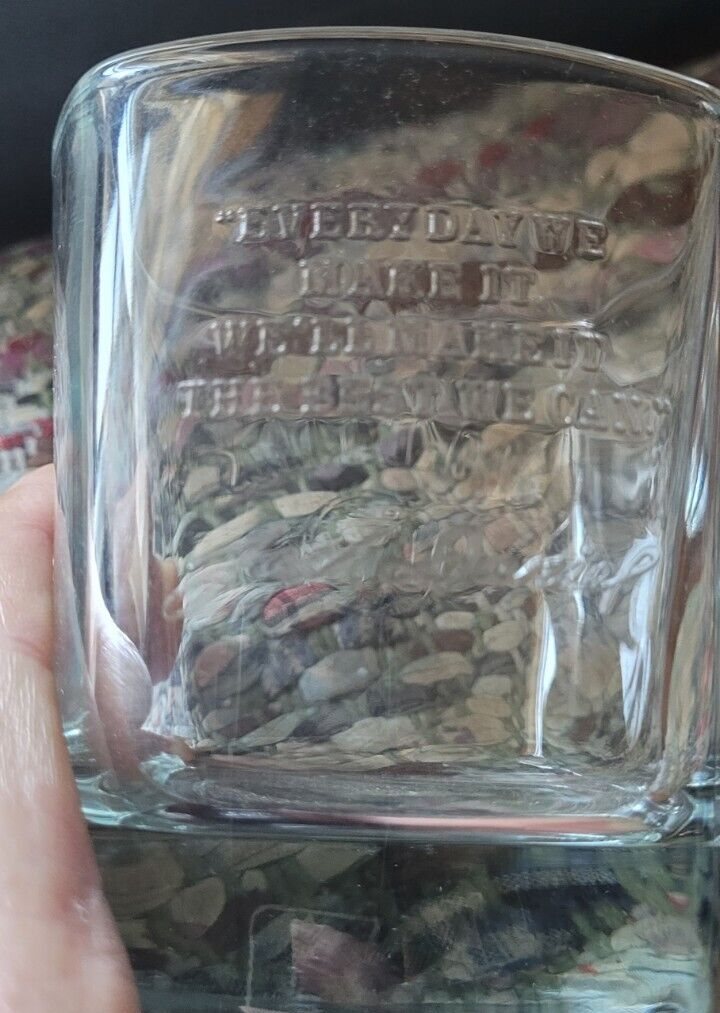 "EVERY DAY WE
MAKE IT
WE'LL MAKE IT
THE BEST WE CAN"